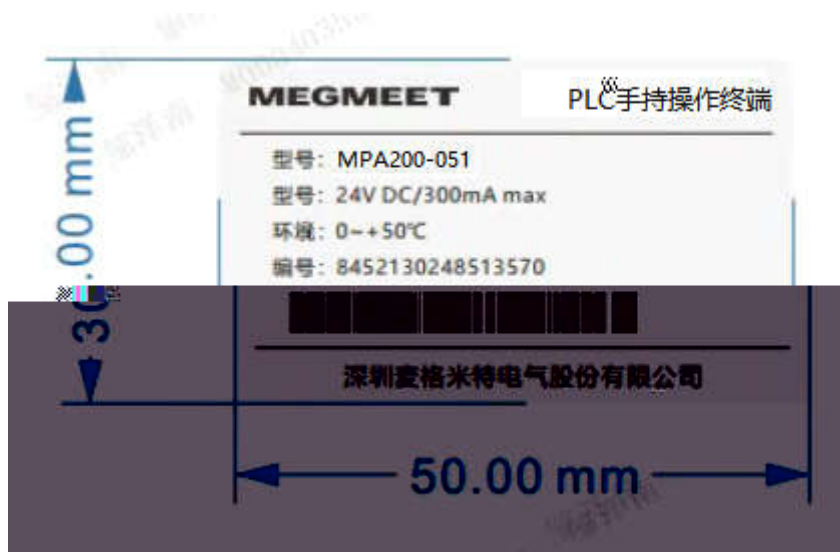 MEGMEET PLC手持操作终端
型号：MPA200-051
型号：24V DC/300mA max
环境：0~+50℃
编号：8452130248513570
深圳麦格米特电气股份有限公司
30.00 mm
50.00 mm